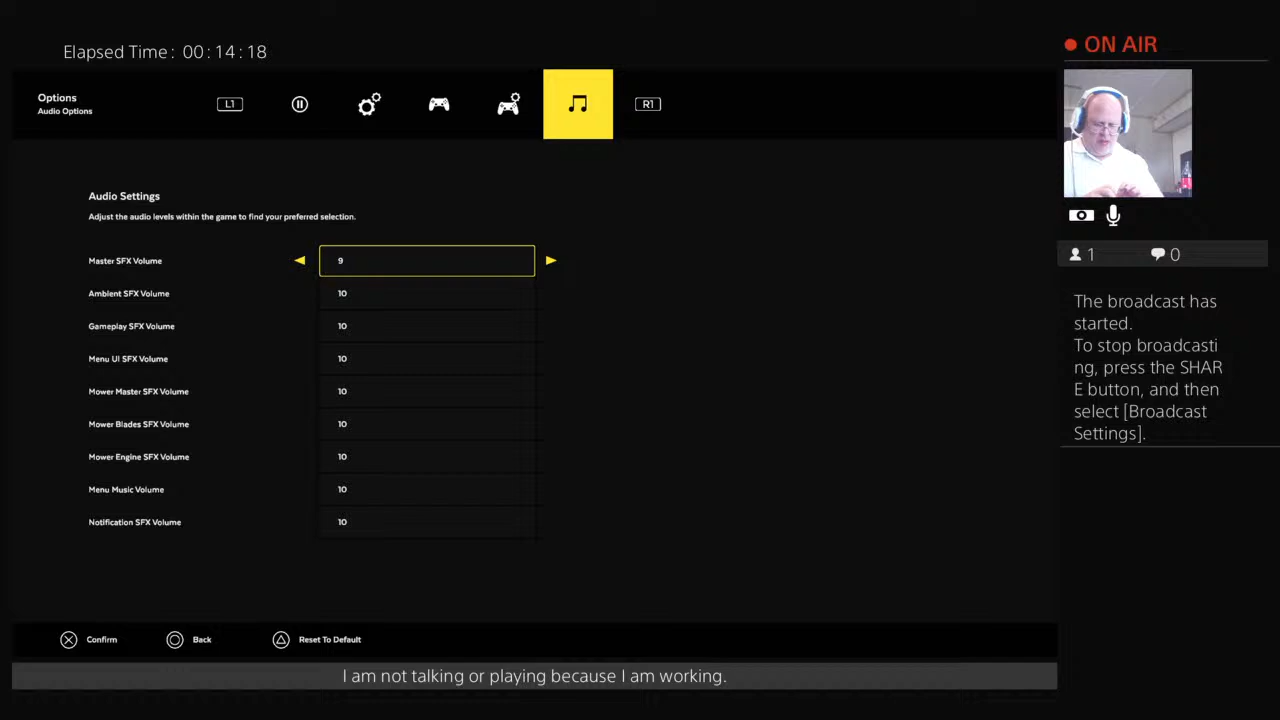 Elapsed Time: 00:14:18
ON AIR
Options
Audio Options
L1
R1
Audio Settings
Adjust the audio levels within the game to find your preferred selection.
Master SFX Volume 9
Ambient SFX Volume 10
Gameplay SFX Volume 10
Menu UI SFX Volume 10
Mower Master SFX Volume 10
Mower Blades SFX Volume 10
Mower Engine SFX Volume 10
Menu Music Volume 10
Notification SFX Volume 10
1
0
The broadcast has
started.
To stop broadcasti
ng, press the SHAR
E button, and then
select [Broadcast
Settings].
Confirm
Back
Reset To Default
I am not talking or playing because I am working.